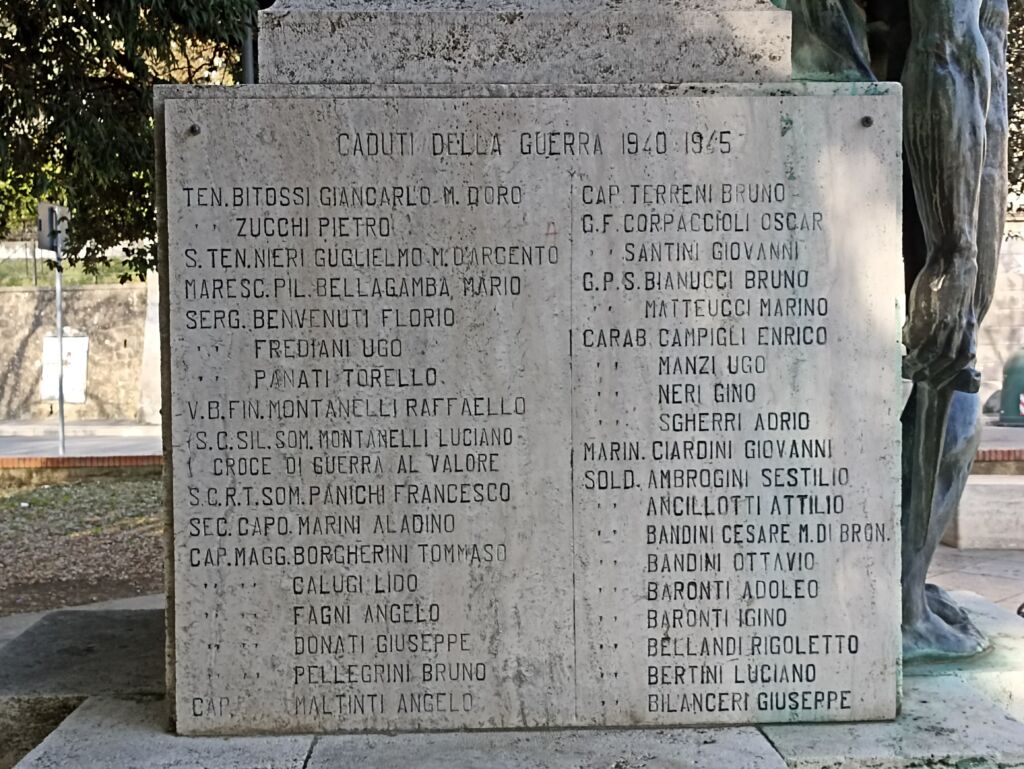 CADUTI DELLA GUERRA 1940 1945
TEN. BITOSSI GIANCARLO M. D'ORO
" " ZUCCHI PIETRO
S. TEN. NIERI GUGLIELMO M. D'ARGENTO
MARESC. PIL. BELLAGAMBA MARIO
SERG. BENVENUTI FLORIO
" " FREDIANI UGO
" " PANATI TORELLO
V.B. FIN. MONTANELLI RAFFAELLO
(S.C. SIL. SOM. MONTANELLI LUCIANO
( CROCE DI GUERRA AL VALORE
S.C.R.T. SOM. PANICHI FRANCESCO
SEC. CAPO. MARINI ALADINO
CAP. MAGG. BORGHERINI TOMMASO
" " " " CALUGI LIDO
" " " " FAGNI ANGELO
" " " " DONATI GIUSEPPE
" " " " PELLEGRINI BRUNO
CAP. MALTINTI ANGELO
CAP. TERRENI BRUNO
G.F. CORPACCIOLI OSCAR
" " SANTINI GIOVANNI
G.P.S. BIANUCCI BRUNO
" " MATTEUCCI MARINO
CARAB. CAMPIGLI ENRICO
" " MANZI UGO
" " NERI GINO
" " SGHERRI ADRIO
MARIN. CIARDINI GIOVANNI
SOLD. AMBROGINI SESTILIO
" " ANCILLOTTI ATTILIO
" " BANDINI CESARE M. DI BRON.
" " BANDINI OTTAVIO
" " BARONTI ADOLEO
" " BARONTI IGINO
" " BELLANDI RIGOLETTO
" " BERTINI LUCIANO
" " BILANCERI GIUSEPPE